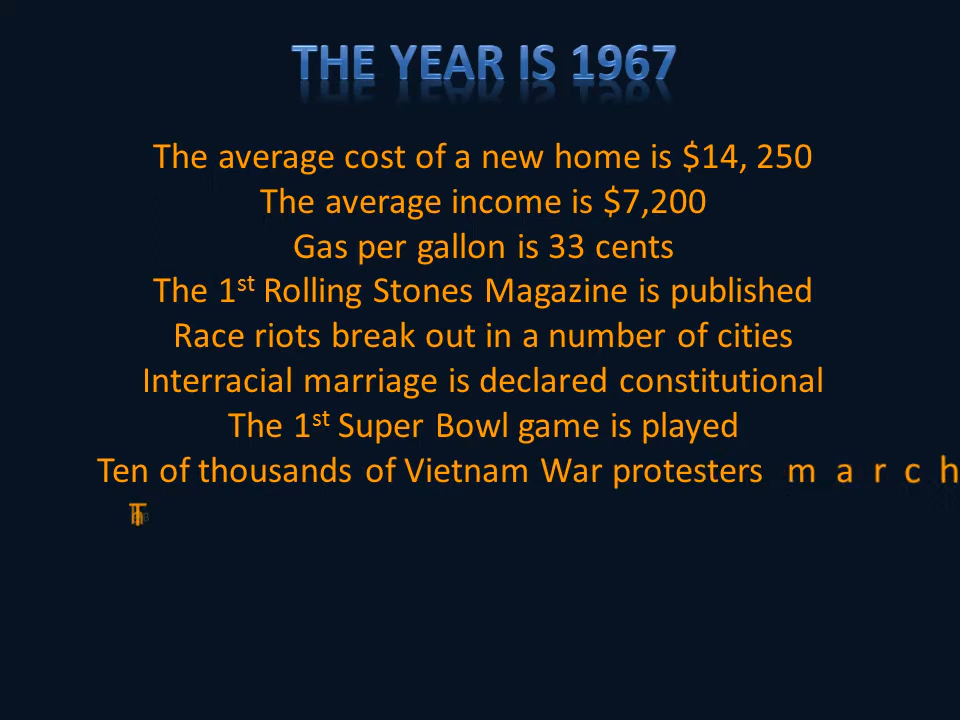 THE YEAR IS 1967
The average cost of a new home is $14, 250
The average income is $7,200
Gas per gallon is 33 cents
The 1st Rolling Stones Magazine is published
Race riots break out in a number of cities
Interracial marriage is declared constitutional
The 1st Super Bowl game is played
Ten of thousands of Vietnam War protesters march